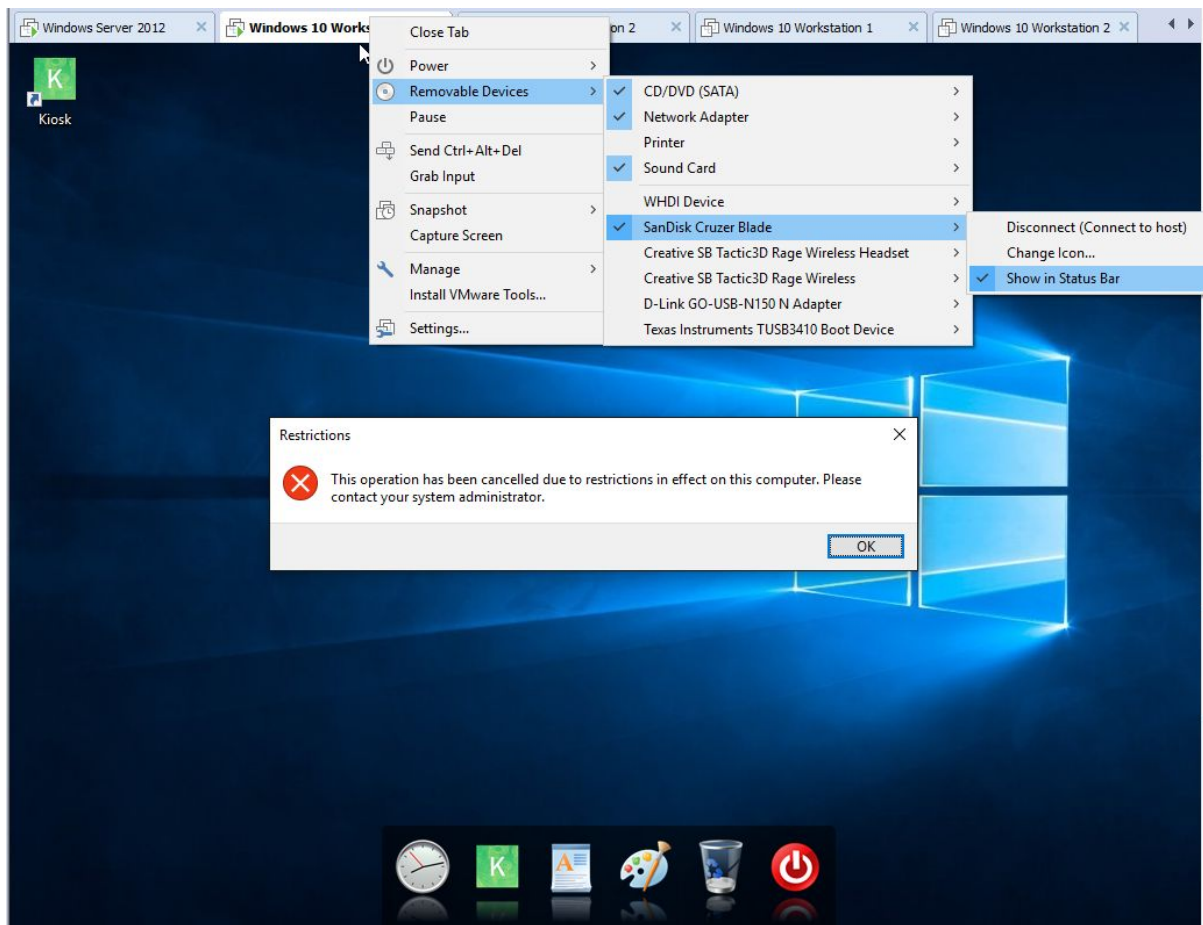 Windows Server 2012
Windows 10 Works
on 2
Windows 10 Workstation 1
Windows 10 Workstation 2
K
Kiosk
Close Tab
Power
Removable Devices
Pause
Send Ctrl+Alt+Del
Grab Input
Snapshot
Capture Screen
Manage
Install VMware Tools...
Settings...
CD/DVD (SATA)
Network Adapter
Printer
Sound Card
WHDI Device
SanDisk Cruzer Blade
Creative SB Tactic3D Rage Wireless Headset
Creative SB Tactic3D Rage Wireless
D-Link GO-USB-N150 N Adapter
Texas Instruments TUSB3410 Boot Device
Disconnect (Connect to host)
Change Icon...
Show in Status Bar
Restrictions
This operation has been cancelled due to restrictions in effect on this computer. Please
contact your system administrator.
OK
K
A